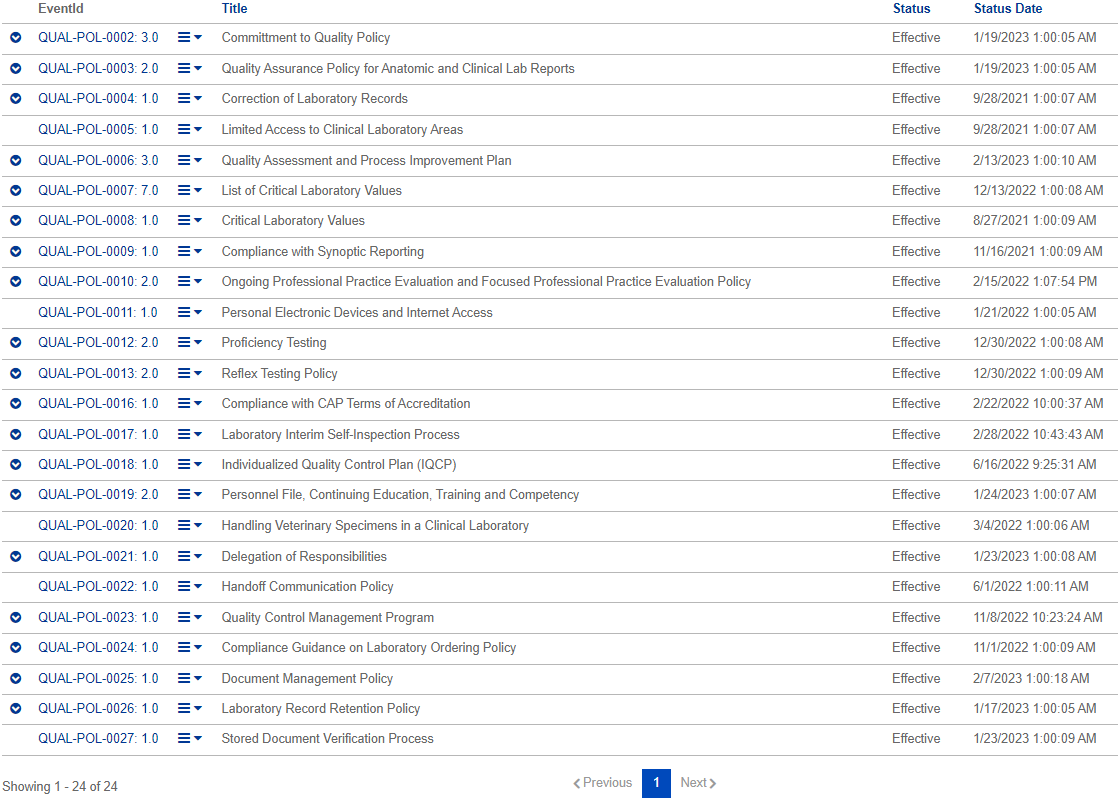 EventId Title Status Status Date
QUAL-POL-0002: 3.0 Committment to Quality Policy Effective 1/19/2023 1:00:05 AM
QUAL-POL-0003: 2.0 Quality Assurance Policy for Anatomic and Clinical Lab Reports Effective 1/19/2023 1:00:05 AM
QUAL-POL-0004: 1.0 Correction of Laboratory Records Effective 9/28/2021 1:00:07 AM
QUAL-POL-0005: 1.0 Limited Access to Clinical Laboratory Areas Effective 9/28/2021 1:00:07 AM
QUAL-POL-0006: 3.0 Quality Assessment and Process Improvement Plan Effective 2/13/2023 1:00:10 AM
QUAL-POL-0007: 7.0 List of Critical Laboratory Values Effective 12/13/2022 1:00:08 AM
QUAL-POL-0008: 1.0 Critical Laboratory Values Effective 8/27/2021 1:00:09 AM
QUAL-POL-0009: 1.0 Compliance with Synoptic Reporting Effective 11/16/2021 1:00:09 AM
QUAL-POL-0010: 2.0 Ongoing Professional Practice Evaluation and Focused Professional Practice Evaluation Policy Effective 2/15/2022 1:07:54 PM
QUAL-POL-0011: 1.0 Personal Electronic Devices and Internet Access Effective 1/21/2022 1:00:05 AM
QUAL-POL-0012: 2.0 Proficiency Testing Effective 12/30/2022 1:00:08 AM
QUAL-POL-0013: 2.0 Reflex Testing Policy Effective 12/30/2022 1:00:09 AM
QUAL-POL-0016: 1.0 Compliance with CAP Terms of Accreditation Effective 2/22/2022 10:00:37 AM
QUAL-POL-0017: 1.0 Laboratory Interim Self-Inspection Process Effective 2/28/2022 10:43:43 AM
QUAL-POL-0018: 1.0 Individualized Quality Control Plan (IQCP) Effective 6/16/2022 9:25:31 AM
QUAL-POL-0019: 2.0 Personnel File, Continuing Education, Training and Competency Effective 1/24/2023 1:00:07 AM
QUAL-POL-0020: 1.0 Handling Veterinary Specimens in a Clinical Laboratory Effective 3/4/2022 1:00:06 AM
QUAL-POL-0021: 1.0 Delegation of Responsibilities Effective 1/23/2023 1:00:08 AM
QUAL-POL-0022: 1.0 Handoff Communication Policy Effective 6/1/2022 1:00:11 AM
QUAL-POL-0023: 1.0 Quality Control Management Program Effective 11/8/2022 10:23:24 AM
QUAL-POL-0024: 1.0 Compliance Guidance on Laboratory Ordering Policy Effective 11/1/2022 1:00:09 AM
QUAL-POL-0025: 1.0 Document Management Policy Effective 2/7/2023 1:00:18 AM
QUAL-POL-0026: 1.0 Laboratory Record Retention Policy Effective 1/17/2023 1:00:05 AM
QUAL-POL-0027: 1.0 Stored Document Verification Process Effective 1/23/2023 1:00:09 AM
Showing 1 - 24 of 24 Previous 1 Next